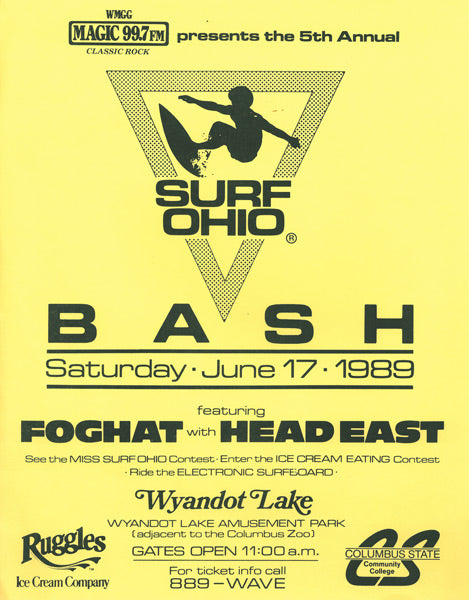 WMGG
MAGIC 99.7FM
CLASSIC ROCK
presents the 5th Annual
SURF
OHIO
®
BASH
Saturday · June 17 · 1989
featuring
FOGHAT with HEAD EAST
See the MISS SURF OHIO Contest · Enter the ICE CREAM EATING Contest
· Ride the ELECTRONIC SURFBOARD ·
Wyandot Lake
WYANDOT LAKE AMUSEMENT PARK
(adjacent to the Columbus Zoo)
GATES OPEN 11:00 a.m.
For ticket info call
889-WAVE
Ruggles™
Ice Cream Company
CS
COLUMBUS STATE
Community
College